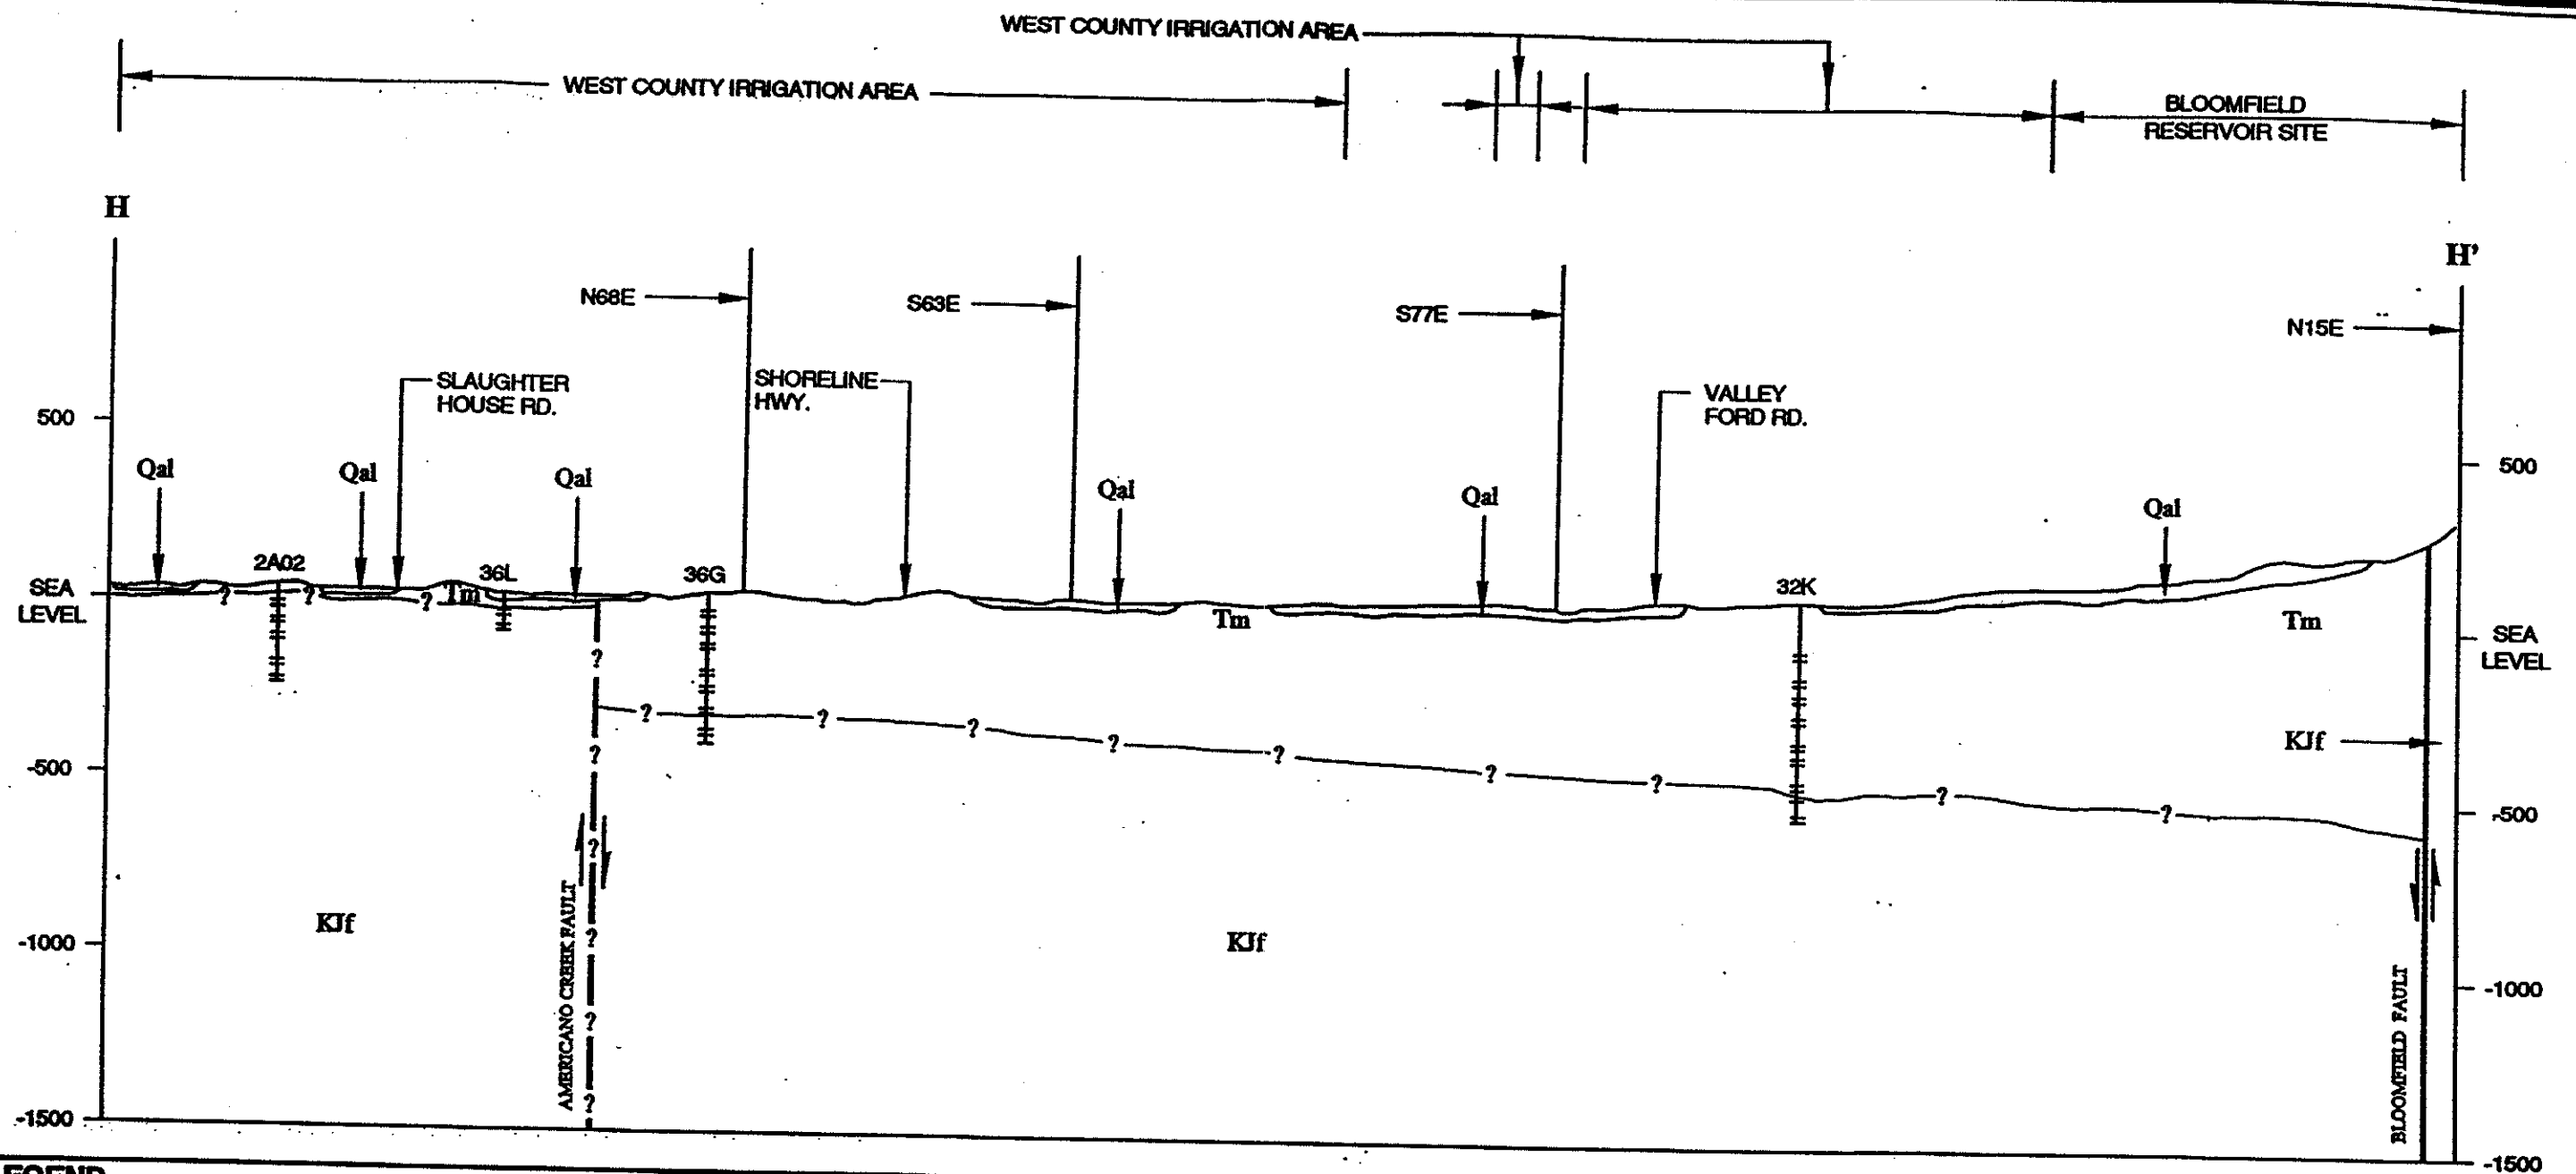 WEST COUNTY IRRIGATION AREA
WEST COUNTY IRRIGATION AREA
BLOOMFIELD
RESERVOIR SITE
H
H'
N68E
S63E
S77E
N15E
SLAUGHTER
HOUSE RD.
SHORELINE
HWY.
VALLEY
FORD RD.
500
500
Qal
Qal
Qal
Qal
Qal
Qal
2A02
36L
36G
32K
SEA
LEVEL
? ? ? Tm
Tm
Tm
SEA
LEVEL
?
? ? ? ? ? ? ? ? ?
KJf
-500
?
-500
?
AMERICANO CREEK FAULT
KJf
KJf
-1000
?
-1000
?
BLOOMFIELD FAULT
?
-1500
-1500